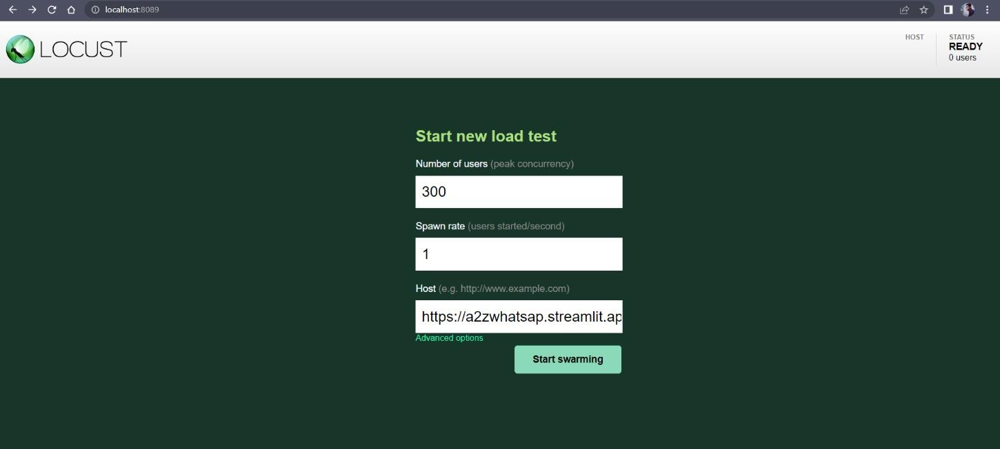 localhost:8089
LOCUST
HOST
STATUS
READY
0 users
Start new load test
Number of users (peak concurrency)
300
Spawn rate (users started/second)
1
Host (e.g. http://www.example.com)
https://a2zwhatsap.streamlit.ap
Advanced options
Start swarming